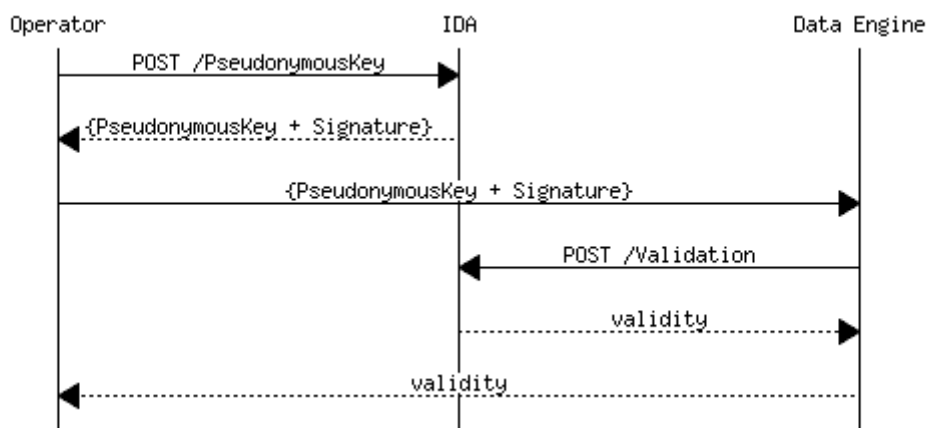 Operator IDA Data Engine
POST /PseudonymousKey
{PseudonymousKey + Signature}
{PseudonymousKey + Signature}
POST /Validation
validity
validity